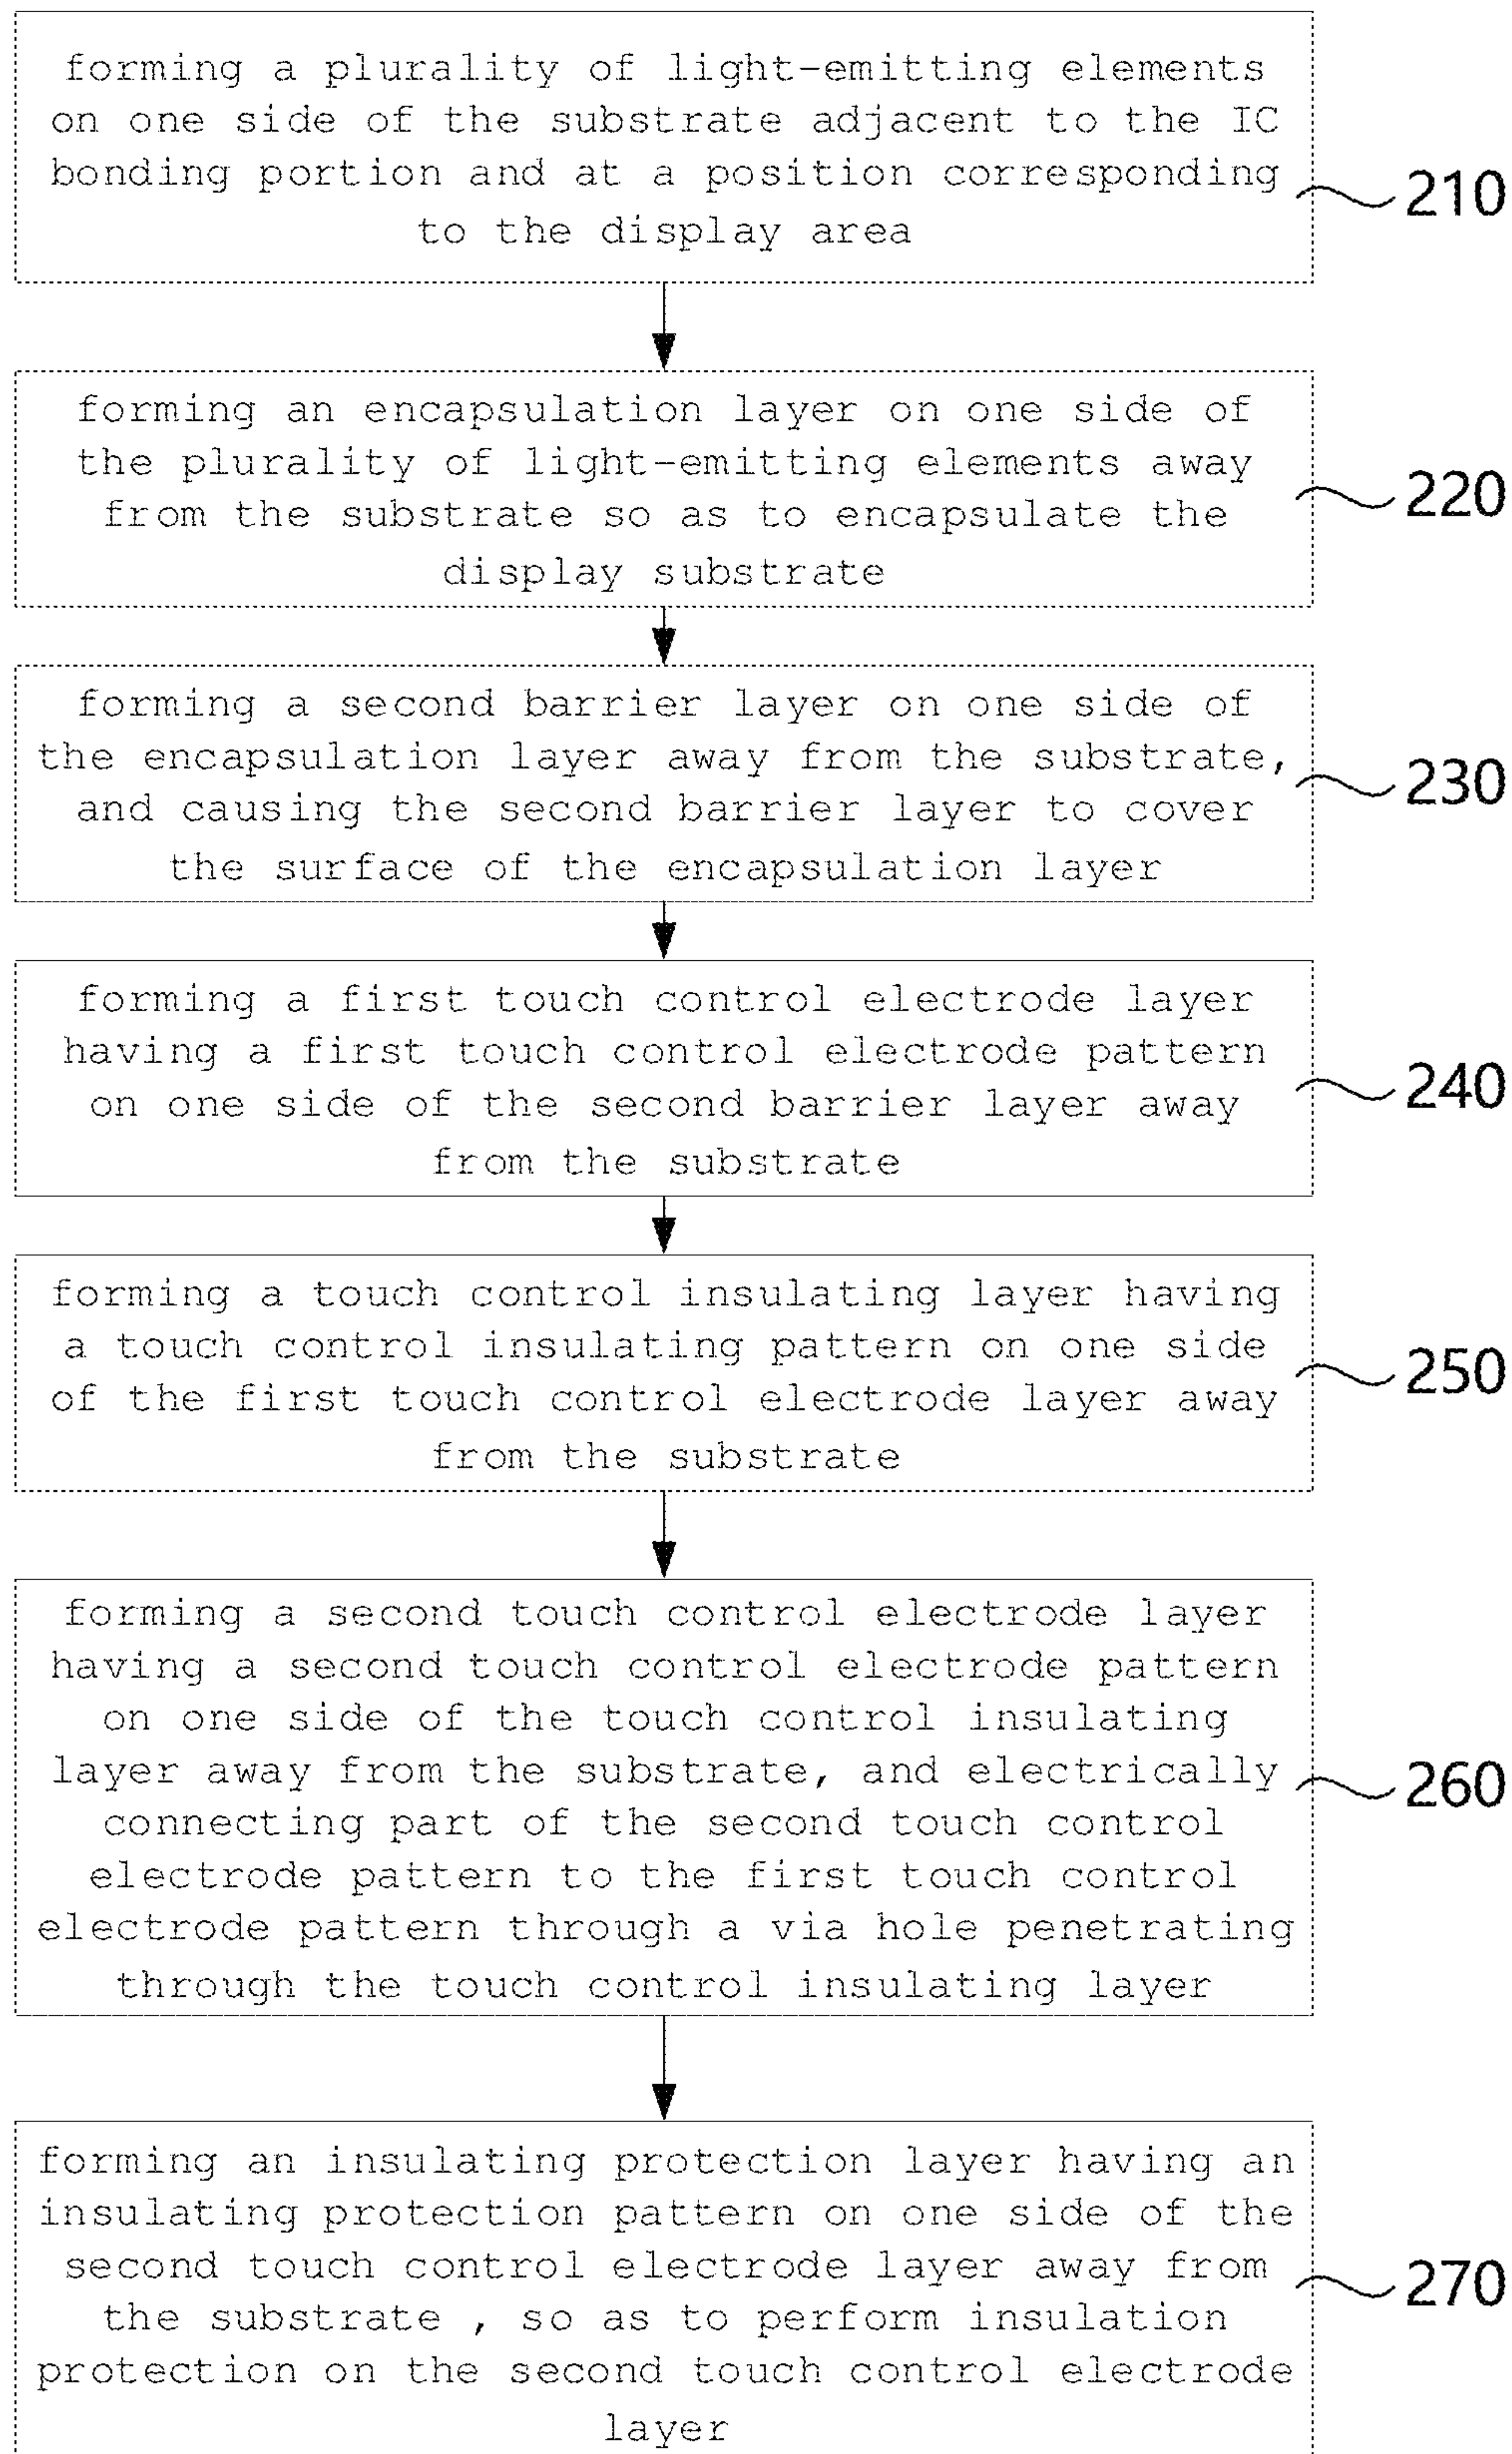 forming a plurality of light-emitting elements
on one side of the substrate adjacent to the IC
bonding portion and at a position corresponding
to the display area
210
forming an encapsulation layer on one side of
the plurality of light-emitting elements away
from the substrate so as to encapsulate the
display substrate
220
forming a second barrier layer on one side of
the encapsulation layer away from the substrate,
and causing the second barrier layer to cover
the surface of the encapsulation layer
230
forming a first touch control electrode layer
having a first touch control electrode pattern
on one side of the second barrier layer away
from the substrate
240
forming a touch control insulating layer having
a touch control insulating pattern on one side
of the first touch control electrode layer away
from the substrate
250
forming a second touch control electrode layer
having a second touch control electrode pattern
on one side of the touch control insulating
layer away from the substrate, and electrically
connecting part of the second touch control
electrode pattern to the first touch control
electrode pattern through a via hole penetrating
through the touch control insulating layer
260
forming an insulating protection layer having an
insulating protection pattern on one side of the
second touch control electrode layer away from
the substrate , so as to perform insulation
protection on the second touch control electrode
layer
270